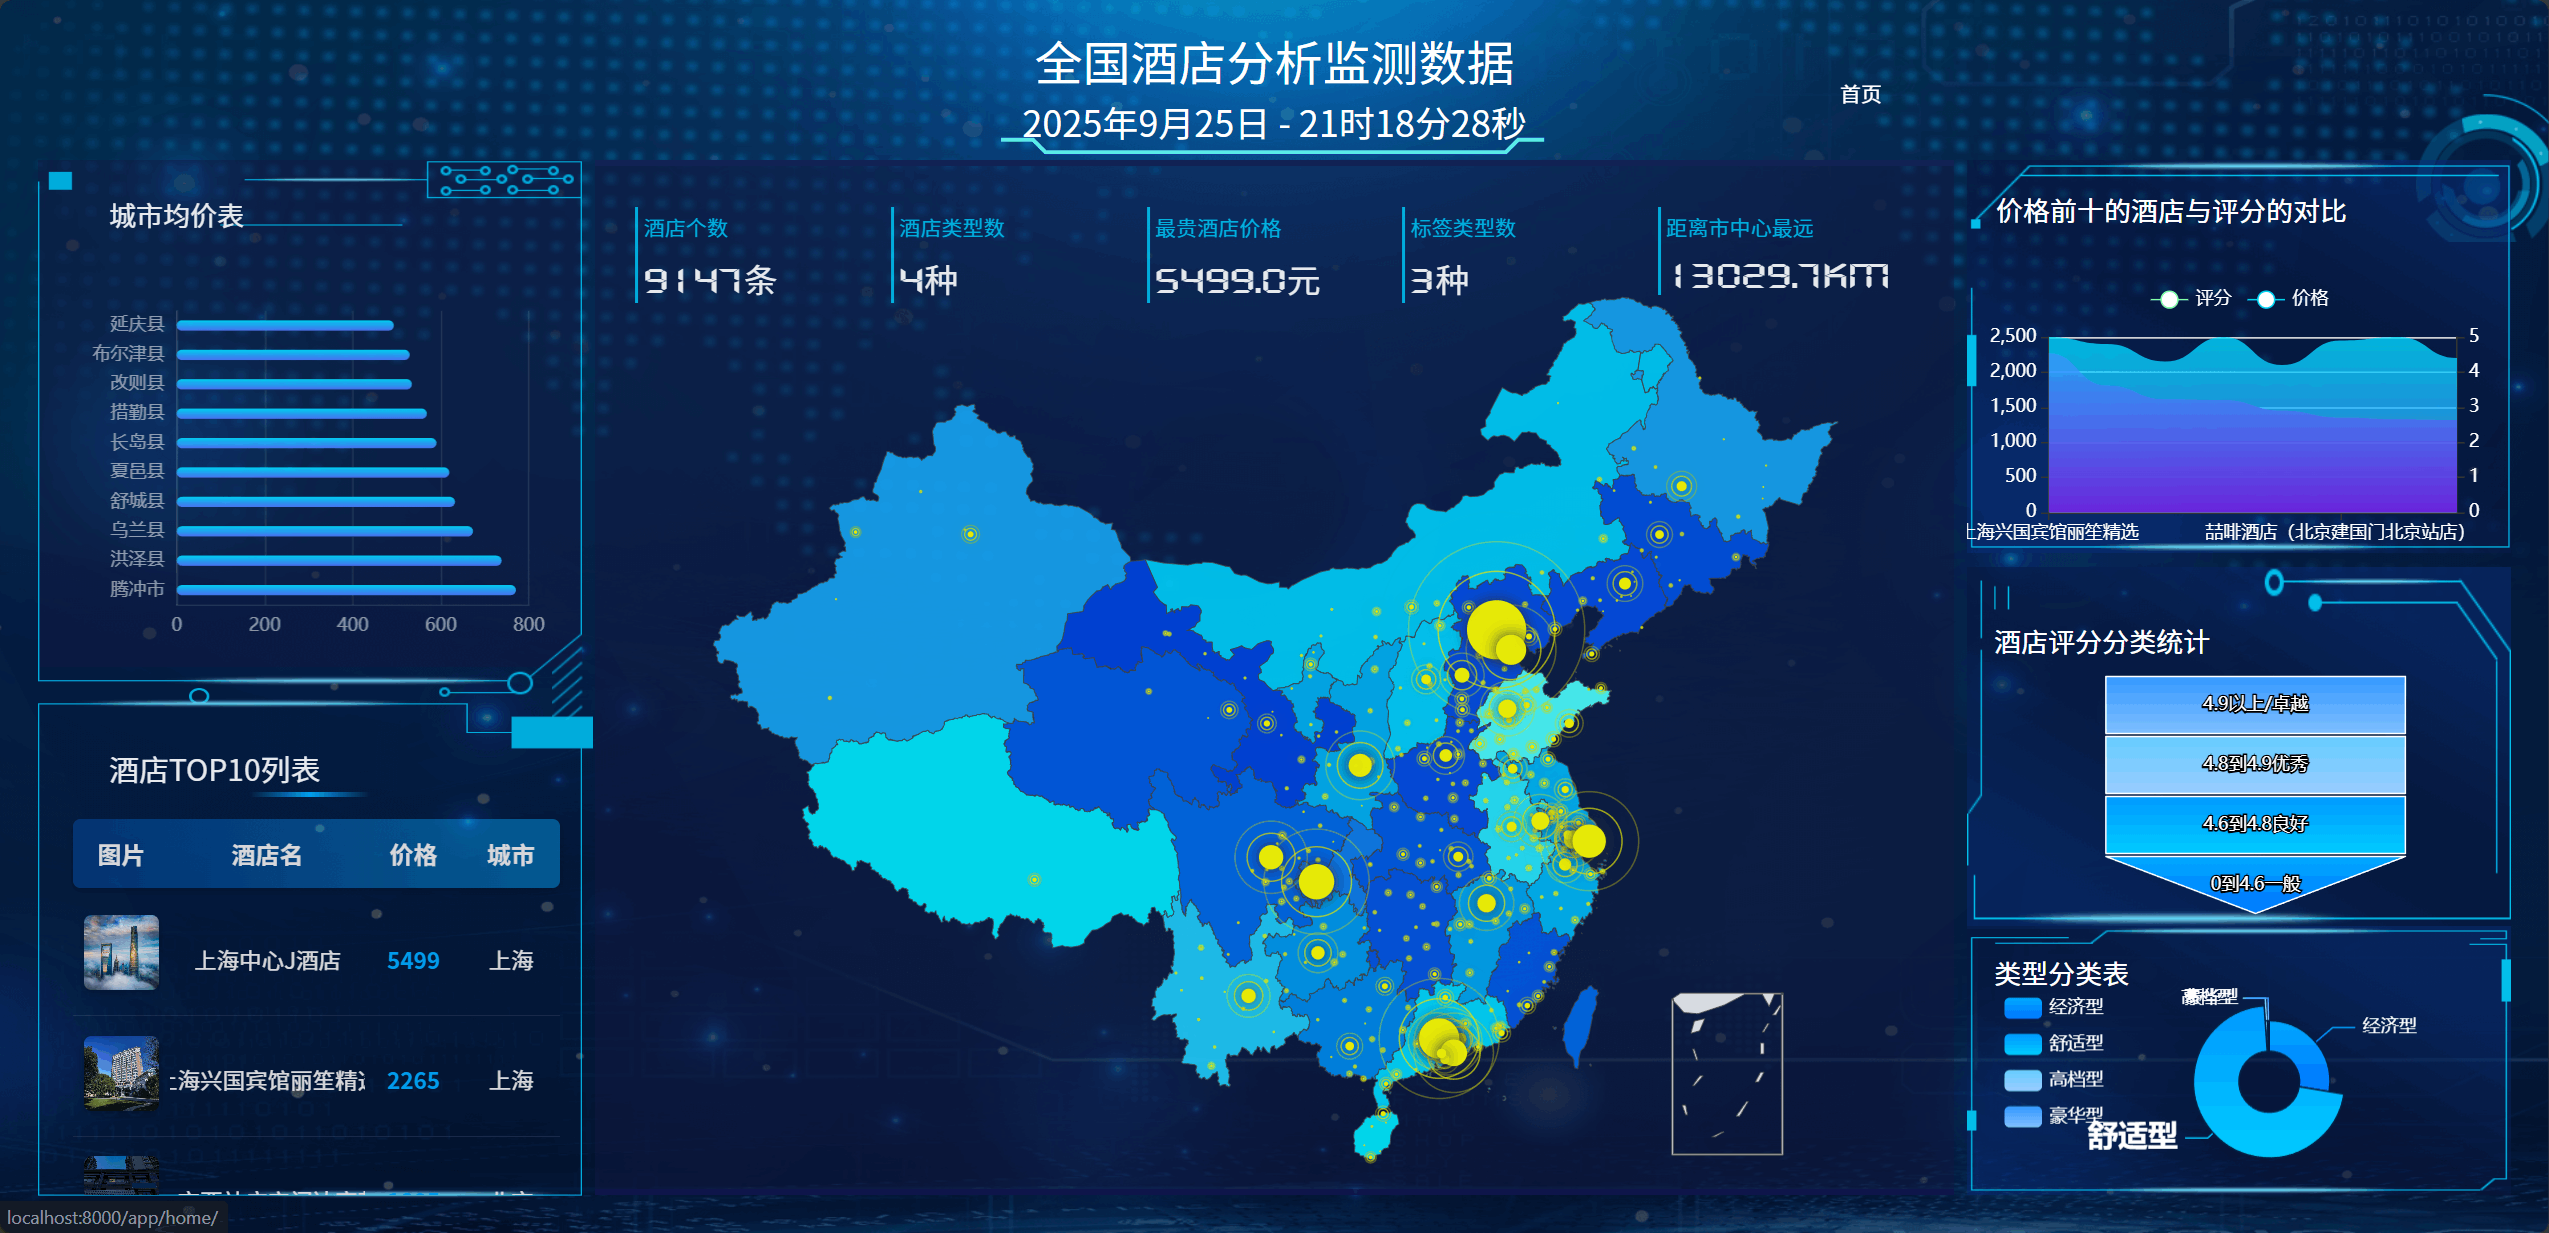 全国酒店分析监测数据
2025年9月25日 - 21时18分28秒
首页
城市均价表
延庆县
布尔津县
改则县
措勤县
长岛县
夏邑县
舒城县
乌兰县
洪泽县
腾冲市
0 200 400 600 800
酒店TOP10列表
图片 酒店名 价格 城市
上海中心J酒店 5499 上海
海兴国宾馆丽笙精 2265 上海
酒店个数
9147条
酒店类型数
4种
最贵酒店价格
5499.0元
标签类型数
3种
距离市中心最远
13029.7KM
价格前十的酒店与评分的对比
评分 价格
2,500 5
2,000 4
1,500 3
1,000 2
500 1
0 0
上海兴国宾馆丽笙精选 喆啡酒店（北京建国门北京站店）
酒店评分分类统计
4.9以上/卓越
4.8到4.9优秀
4.6到4.8良好
0到4.6一般
类型分类表
经济型
舒适型
高档型
豪华型
经济型
舒适型
localhost:8000/app/home/